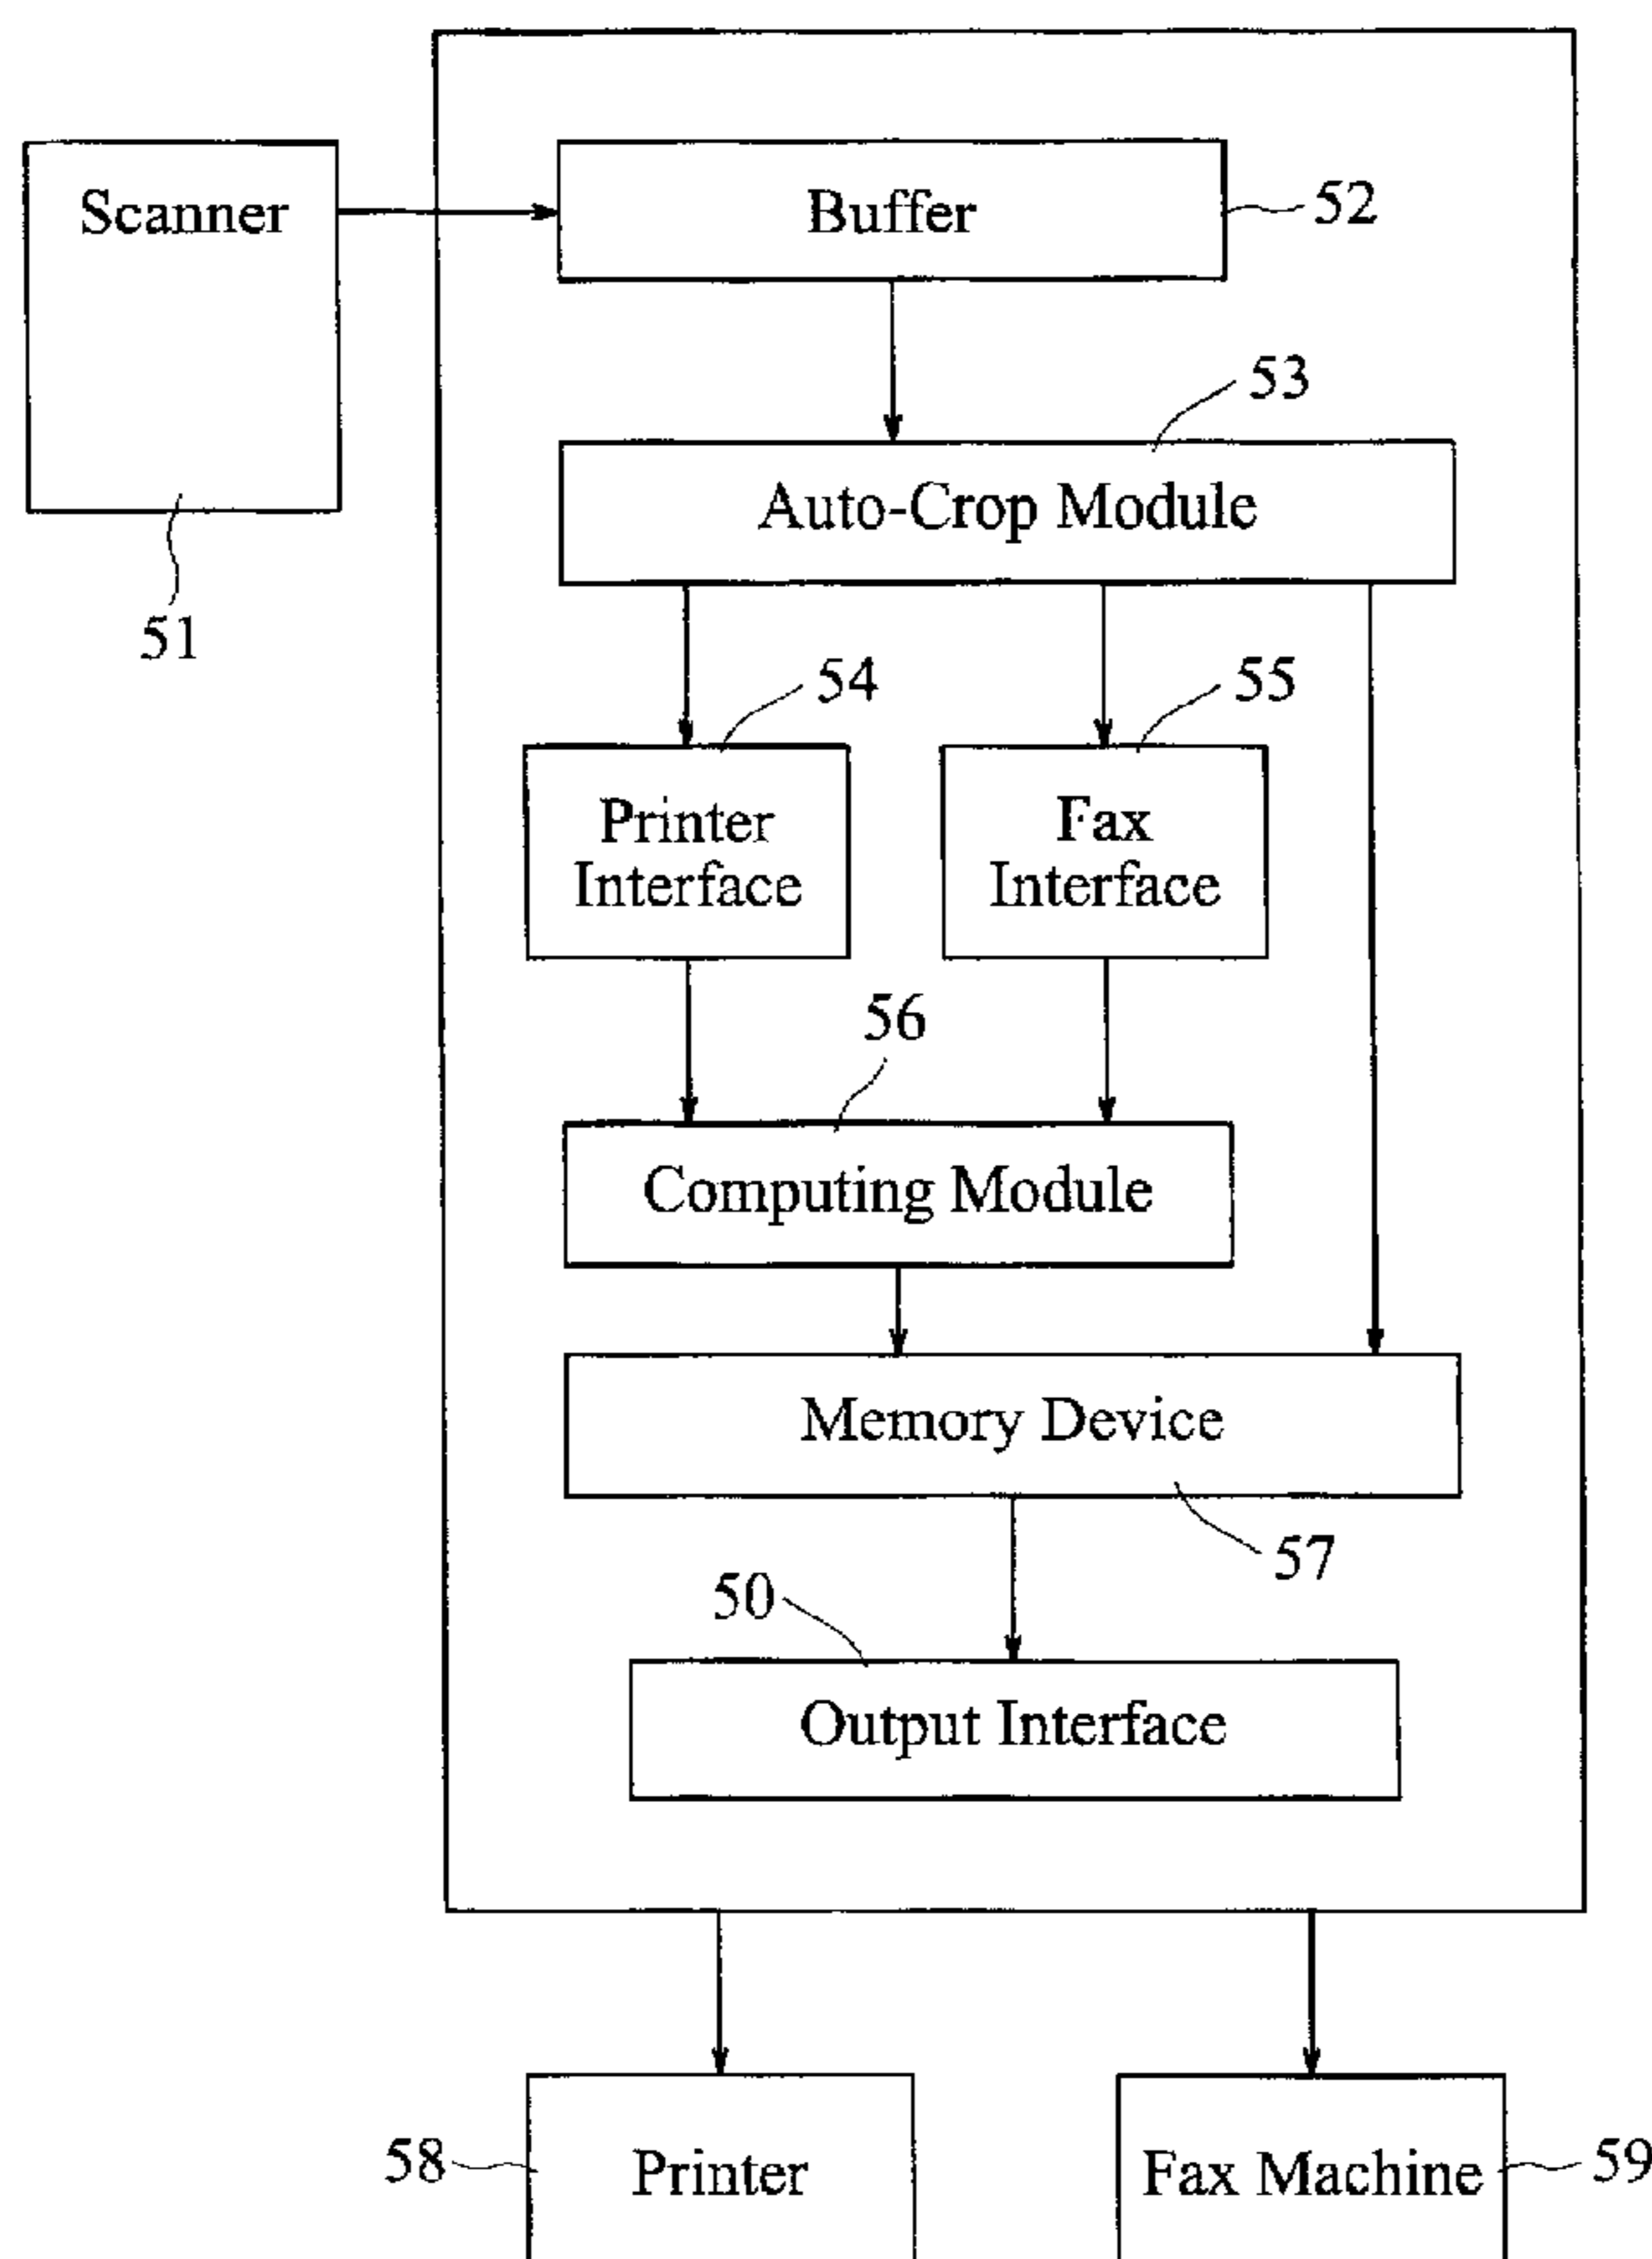 Scanner
Buffer
52
53
Auto-Crop Module
51
54
55
Printer
Interface
Fax
Interface
56
Computing Module
Memory Device
57
50
Output Interface
58
Printer
Fax Machine
59